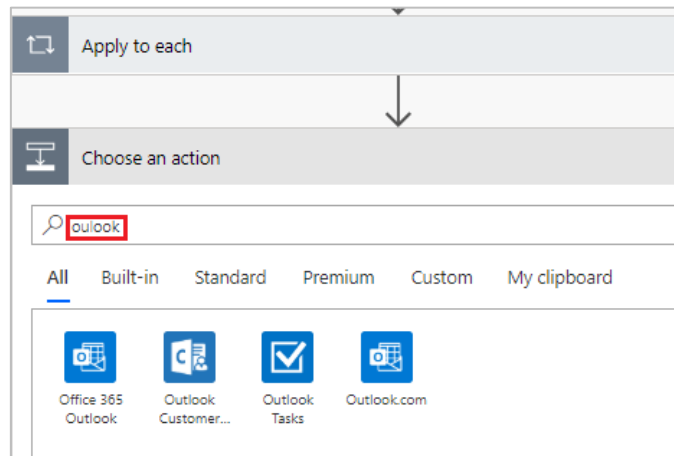 Apply to each
Choose an action
oulook
All Built-in Standard Premium Custom My clipboard
Office 365 Outlook Outlook Outlook.com
Outlook Customer... Tasks